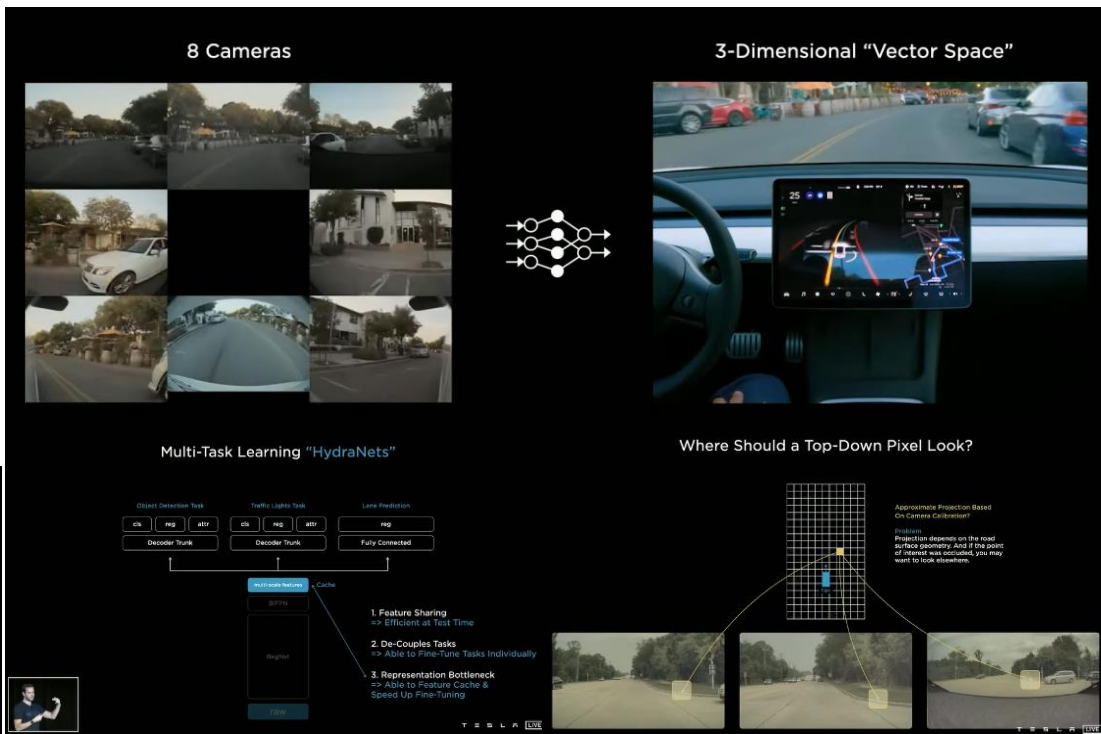 8 Cameras
3-Dimensional “Vector Space”
25
Multi-Task Learning “HydraNets”
Object Detection Task
Traffic Lights Task
Lane Prediction
cls
reg
attr
cls
reg
attr
reg
Decoder Trunk
Decoder Trunk
Fully Connected
multi-scale features
Cache
BiFPN
RegNet
raw
1. Feature Sharing
=> Efficient at Test Time
2. De-Couples Tasks
=> Able to Fine-Tune Tasks Individually
3. Representation Bottleneck
=> Able to Feature Cache &
Speed Up Fine-Tuning
TESLA LIVE
Where Should a Top-Down Pixel Look?
Approximate Projection Based
On Camera Calibration?
Problem
Projection depends on the road
surface geometry. And if the point
of interest was occluded, you may
want to look elsewhere.
TESLA LIVE